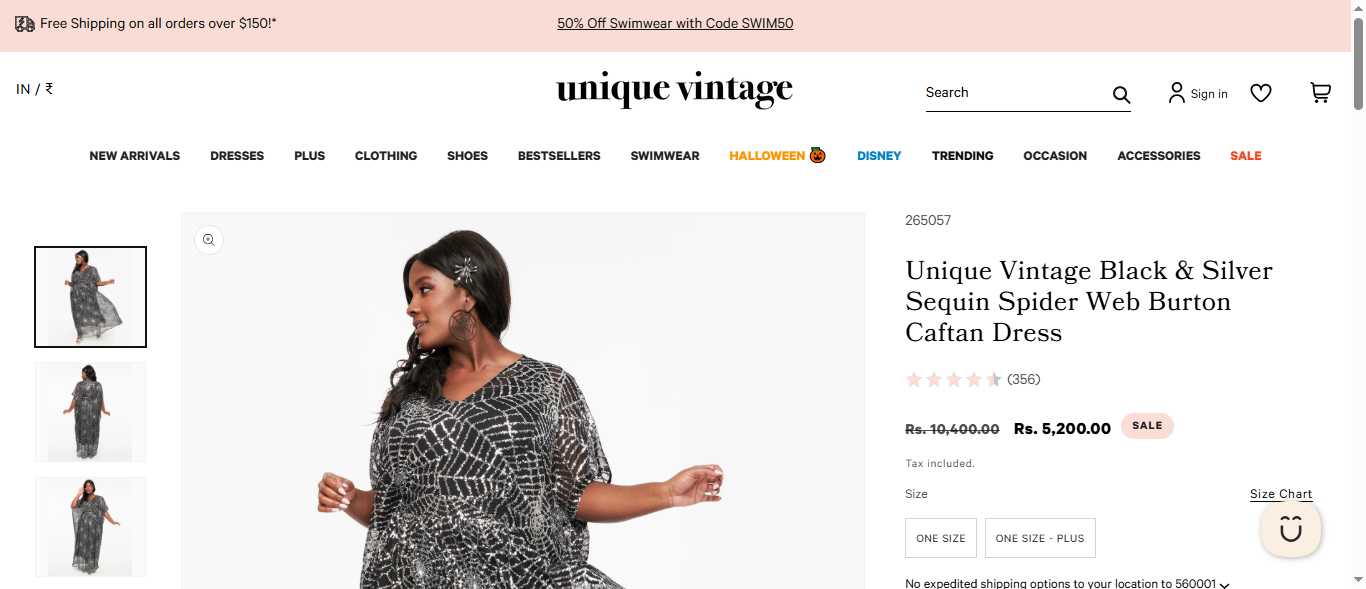 Free Shipping on all orders over $150!*
50% Off Swimwear with Code SWIM50
IN / ₹
unique vintage
Search
Sign in
NEW ARRIVALS DRESSES PLUS CLOTHING SHOES BESTSELLERS SWIMWEAR HALLOWEEN 🎃 DISNEY TRENDING OCCASION ACCESSORIES SALE
265057
Unique Vintage Black & Silver
Sequin Spider Web Burton
Caftan Dress
(356)
Rs. 10,400.00 Rs. 5,200.00 SALE
Tax included.
Size
Size Chart
ONE SIZE
ONE SIZE - PLUS
No expedited shipping options to your location to 560001